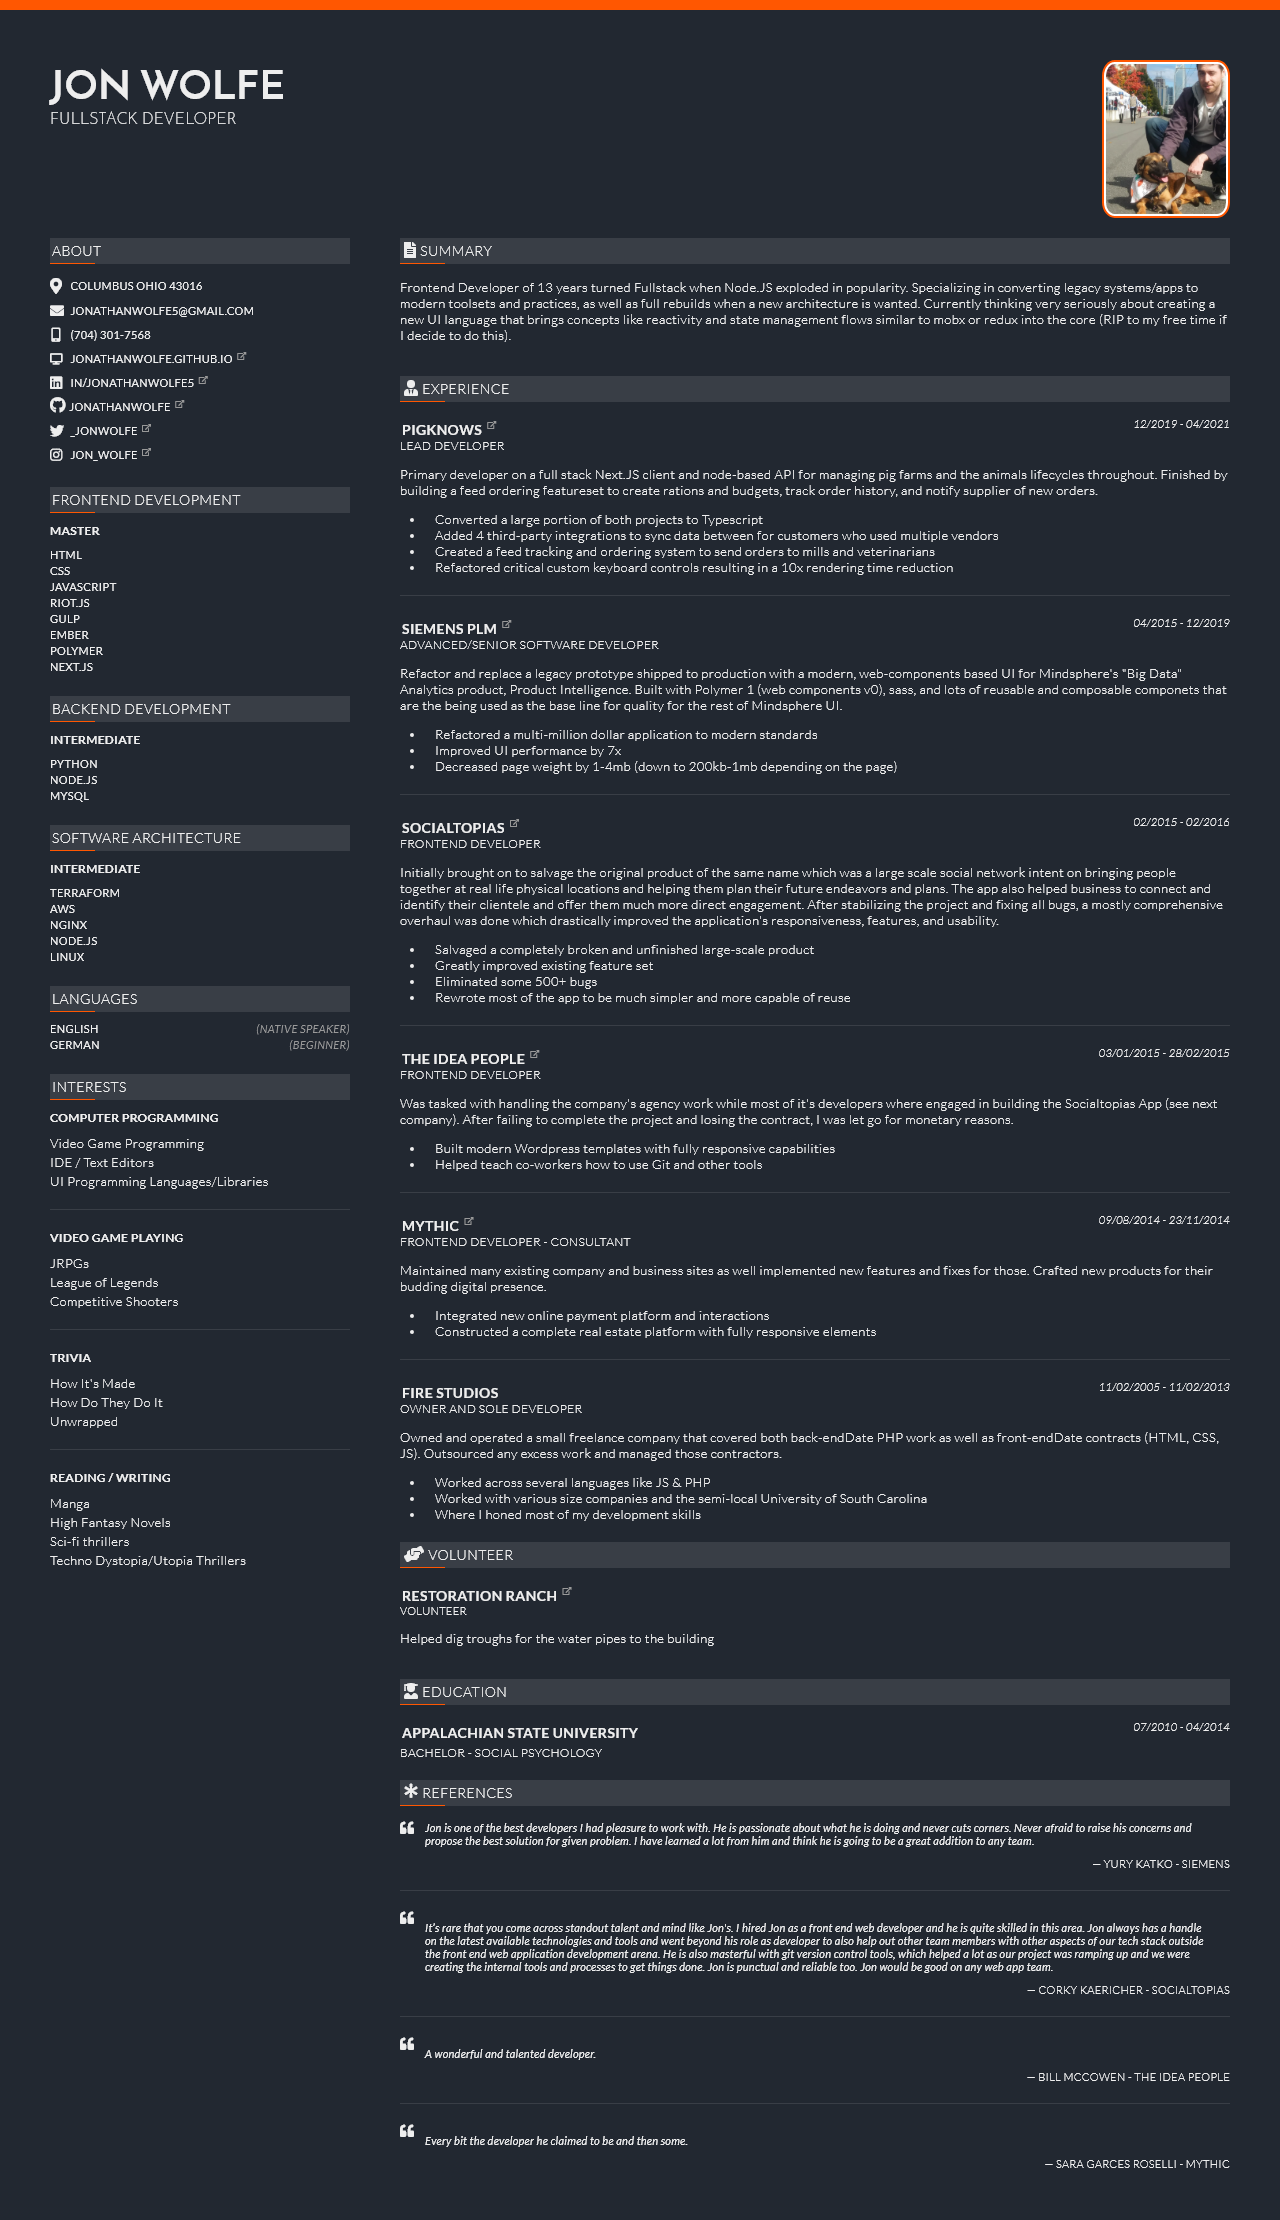 JON WOLFE
FULLSTACK DEVELOPER
ABOUT
COLUMBUS OHIO 43016
JONATHANWOLFE5@GMAIL.COM
(704) 301-7568
JONATHANWOLFE.GITHUB.IO
IN/JONATHANWOLFE5
JONATHANWOLFE
_JONWOLFE
JON_WOLFE
FRONTEND DEVELOPMENT
MASTER
HTML
CSS
JAVASCRIPT
RIOT.JS
GULP
EMBER
POLYMER
NEXT.JS
BACKEND DEVELOPMENT
INTERMEDIATE
PYTHON
NODE.JS
MYSQL
SOFTWARE ARCHITECTURE
INTERMEDIATE
TERRAFORM
AWS
NGINX
NODE.JS
LINUX
LANGUAGES
ENGLISH (NATIVE SPEAKER)
GERMAN (BEGINNER)
INTERESTS
COMPUTER PROGRAMMING
Video Game Programming
IDE / Text Editors
UI Programming Languages/Libraries
VIDEO GAME PLAYING
JRPGs
League of Legends
Competitive Shooters
TRIVIA
How It's Made
How Do They Do It
Unwrapped
READING / WRITING
Manga
High Fantasy Novels
Sci-fi thrillers
Techno Dystopia/Utopia Thrillers
SUMMARY
Frontend Developer of 13 years turned Fullstack when Node.JS exploded in popularity. Specializing in converting legacy systems/apps to
modern toolsets and practices, as well as full rebuilds when a new architecture is wanted. Currently thinking very seriously about creating a
new UI language that brings concepts like reactivity and state management flows similar to mobx or redux into the core (RIP to my free time if
I decide to do this).
EXPERIENCE
PIGKNOWS 12/2019 - 04/2021
LEAD DEVELOPER
Primary developer on a full stack Next.JS client and node-based API for managing pig farms and the animals lifecycles throughout. Finished by
building a feed ordering featureset to create rations and budgets, track order history, and notify supplier of new orders.
• Converted a large portion of both projects to Typescript
• Added 4 third-party integrations to sync data between for customers who used multiple vendors
• Created a feed tracking and ordering system to send orders to mills and veterinarians
• Refactored critical custom keyboard controls resulting in a 10x rendering time reduction
SIEMENS PLM 04/2015 - 12/2019
ADVANCED/SENIOR SOFTWARE DEVELOPER
Refactor and replace a legacy prototype shipped to production with a modern, web-components based UI for Mindsphere's "Big Data"
Analytics product, Product Intelligence. Built with Polymer 1 (web components v0), sass, and lots of reusable and composable componets that
are the being used as the base line for quality for the rest of Mindsphere UI.
• Refactored a multi-million dollar application to modern standards
• Improved UI performance by 7x
• Decreased page weight by 1-4mb (down to 200kb-1mb depending on the page)
SOCIALTOPIAS 02/2015 - 02/2016
FRONTEND DEVELOPER
Initially brought on to salvage the original product of the same name which was a large scale social network intent on bringing people
together at real life physical locations and helping them plan their future endeavors and plans. The app also helped business to connect and
identify their clientele and offer them much more direct engagement. After stabilizing the project and fixing all bugs, a mostly comprehensive
overhaul was done which drastically improved the application's responsiveness, features, and usability.
• Salvaged a completely broken and unfinished large-scale product
• Greatly improved existing feature set
• Eliminated some 500+ bugs
• Rewrote most of the app to be much simpler and more capable of reuse
THE IDEA PEOPLE 03/01/2015 - 28/02/2015
FRONTEND DEVELOPER
Was tasked with handling the company's agency work while most of it's developers where engaged in building the Socialtopias App (see next
company). After failing to complete the project and losing the contract, I was let go for monetary reasons.
• Built modern Wordpress templates with fully responsive capabilities
• Helped teach co-workers how to use Git and other tools
MYTHIC 09/08/2014 - 23/11/2014
FRONTEND DEVELOPER - CONSULTANT
Maintained many existing company and business sites as well implemented new features and fixes for those. Crafted new products for their
budding digital presence.
• Integrated new online payment platform and interactions
• Constructed a complete real estate platform with fully responsive elements
FIRE STUDIOS 11/02/2005 - 11/02/2013
OWNER AND SOLE DEVELOPER
Owned and operated a small freelance company that covered both back-endDate PHP work as well as front-endDate contracts (HTML, CSS,
JS). Outsourced any excess work and managed those contractors.
• Worked across several languages like JS & PHP
• Worked with various size companies and the semi-local University of South Carolina
• Where I honed most of my development skills
VOLUNTEER
RESTORATION RANCH
VOLUNTEER
Helped dig troughs for the water pipes to the building
EDUCATION
APPALACHIAN STATE UNIVERSITY 07/2010 - 04/2014
BACHELOR - SOCIAL PSYCHOLOGY
REFERENCES
Jon is one of the best developers I had pleasure to work with. He is passionate about what he is doing and never cuts corners. Never afraid to raise his concerns and
propose the best solution for given problem. I have learned a lot from him and think he is going to be a great addition to any team.
— YURY KATKO - SIEMENS
It's rare that you come across standout talent and mind like Jon's. I hired Jon as a front end web developer and he is quite skilled in this area. Jon always has a handle
on the latest available technologies and tools and went beyond his role as developer to also help out other team members with other aspects of our tech stack outside
the front end web application development arena. He is also masterful with git version control tools, which helped a lot as our project was ramping up and we were
creating the internal tools and processes to get things done. Jon is punctual and reliable too. Jon would be good on any web app team.
— CORKY KAERICHER - SOCIALTOPIAS
A wonderful and talented developer.
— BILL MCCOWEN - THE IDEA PEOPLE
Every bit the developer he claimed to be and then some.
— SARA GARCES ROSELLI - MYTHIC